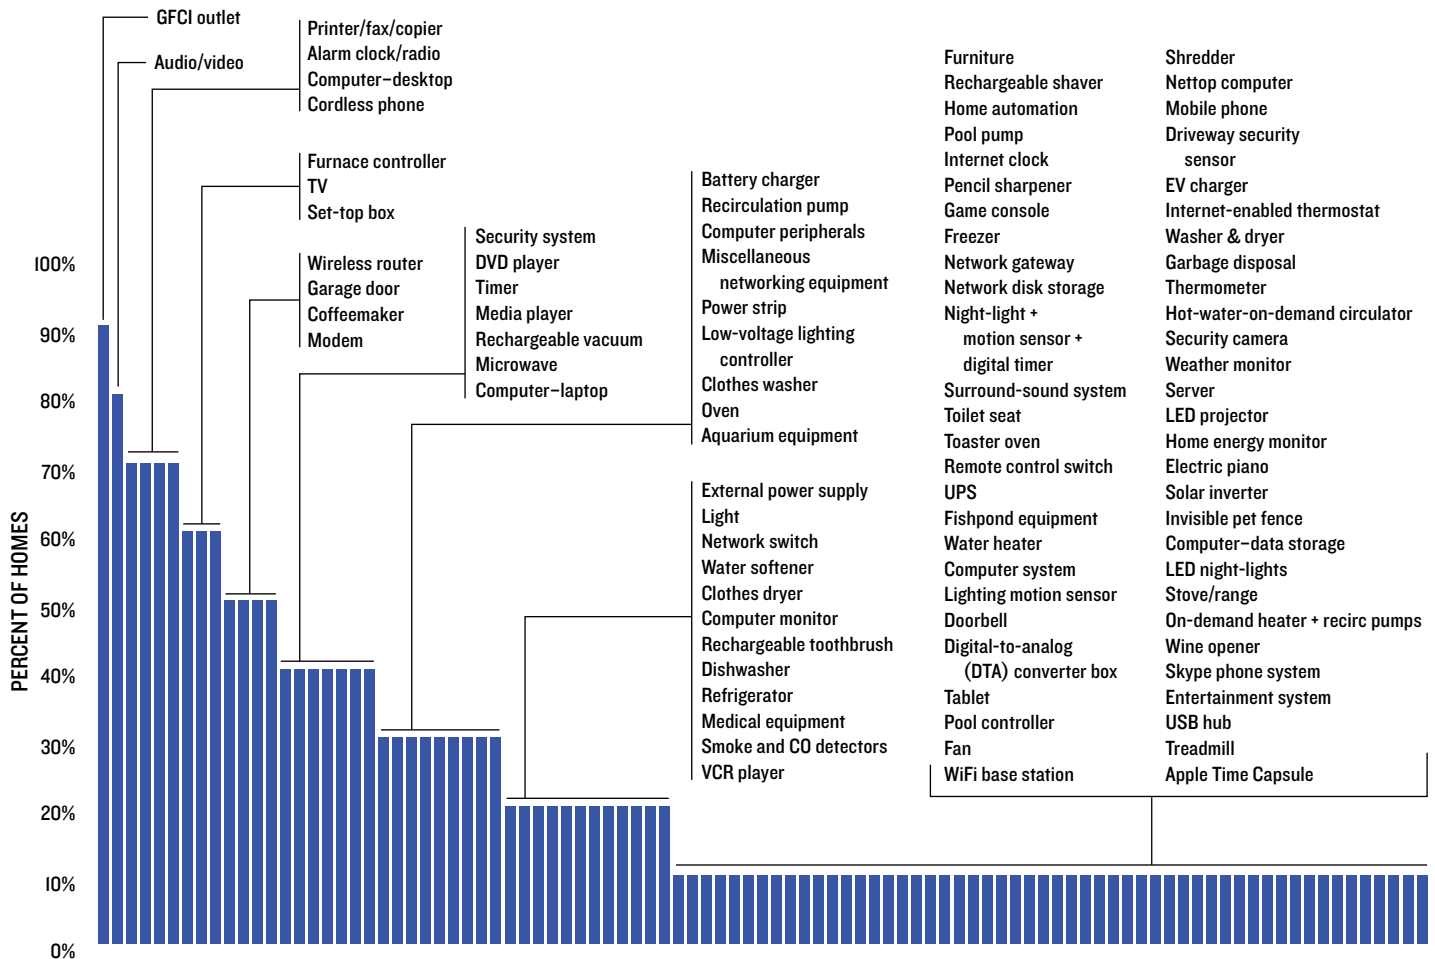 GFCI outlet
Audio/video
Printer/fax/copier
Alarm clock/radio
Computer–desktop
Cordless phone
Furnace controller
TV
Set-top box
Wireless router
Garage door
Coffeemaker
Modem
Security system
DVD player
Timer
Media player
Rechargeable vacuum
Microwave
Computer–laptop
Battery charger
Recirculation pump
Computer peripherals
Miscellaneous
networking equipment
Power strip
Low-voltage lighting
controller
Clothes washer
Oven
Aquarium equipment
External power supply
Light
Network switch
Water softener
Clothes dryer
Computer monitor
Rechargeable toothbrush
Dishwasher
Refrigerator
Medical equipment
Smoke and CO detectors
VCR player
Furniture
Rechargeable shaver
Home automation
Pool pump
Internet clock
Pencil sharpener
Game console
Freezer
Network gateway
Network disk storage
Night-light +
motion sensor +
digital timer
Surround-sound system
Toilet seat
Toaster oven
Remote control switch
UPS
Fishpond equipment
Water heater
Computer system
Lighting motion sensor
Doorbell
Digital-to-analog
(DTA) converter box
Tablet
Pool controller
Fan
WiFi base station
Shredder
Nettop computer
Mobile phone
Driveway security
sensor
EV charger
Internet-enabled thermostat
Washer & dryer
Garbage disposal
Thermometer
Hot-water-on-demand circulator
Security camera
Weather monitor
Server
LED projector
Home energy monitor
Electric piano
Solar inverter
Invisible pet fence
Computer–data storage
LED night-lights
Stove/range
On-demand heater + recirc pumps
Wine opener
Skype phone system
Entertainment system
USB hub
Treadmill
Apple Time Capsule
PERCENT OF HOMES
100%
90%
80%
70%
60%
50%
40%
30%
20%
10%
0%